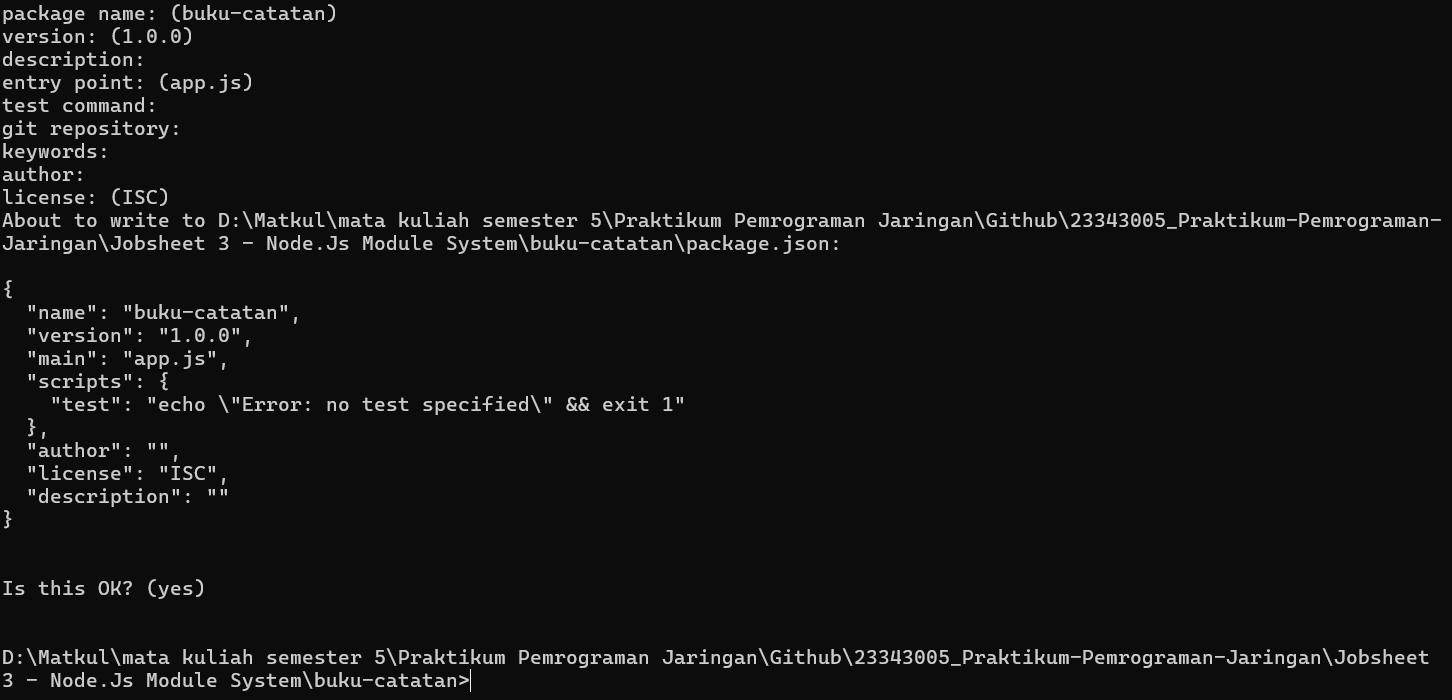 package name: (buku-catatan)
version: (1.0.0)
description:
entry point: (app.js)
test command:
git repository:
keywords:
author:
license: (ISC)
About to write to D:\Matkul\mata kuliah semester 5\Praktikum Pemrograman Jaringan\Github\23343005_Praktikum-Pemrograman-
Jaringan\Jobsheet 3 - Node.Js Module System\buku-catatan\package.json:

{
  "name": "buku-catatan",
  "version": "1.0.0",
  "main": "app.js",
  "scripts": {
    "test": "echo \"Error: no test specified\" && exit 1"
  },
  "author": "",
  "license": "ISC",
  "description": ""
}


Is this OK? (yes)


D:\Matkul\mata kuliah semester 5\Praktikum Pemrograman Jaringan\Github\23343005_Praktikum-Pemrograman-Jaringan\Jobsheet
3 - Node.Js Module System\buku-catatan>